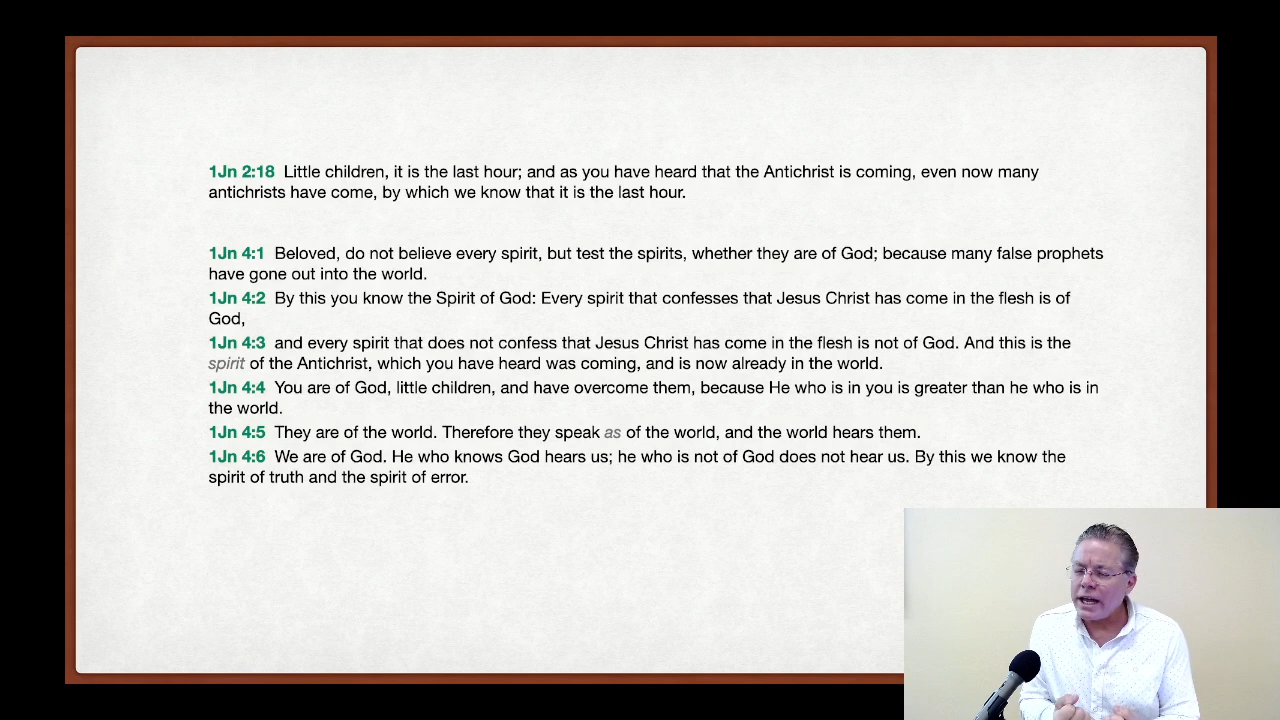 1Jn 2:18 Little children, it is the last hour; and as you have heard that the Antichrist is coming, even now many
antichrists have come, by which we know that it is the last hour.
1Jn 4:1 Beloved, do not believe every spirit, but test the spirits, whether they are of God; because many false prophets
have gone out into the world.
1Jn 4:2 By this you know the Spirit of God: Every spirit that confesses that Jesus Christ has come in the flesh is of
God,
1Jn 4:3 and every spirit that does not confess that Jesus Christ has come in the flesh is not of God. And this is the
spirit of the Antichrist, which you have heard was coming, and is now already in the world.
1Jn 4:4 You are of God, little children, and have overcome them, because He who is in you is greater than he who is in
the world.
1Jn 4:5 They are of the world. Therefore they speak as of the world, and the world hears them.
1Jn 4:6 We are of God. He who knows God hears us; he who is not of God does not hear us. By this we know the
spirit of truth and the spirit of error.